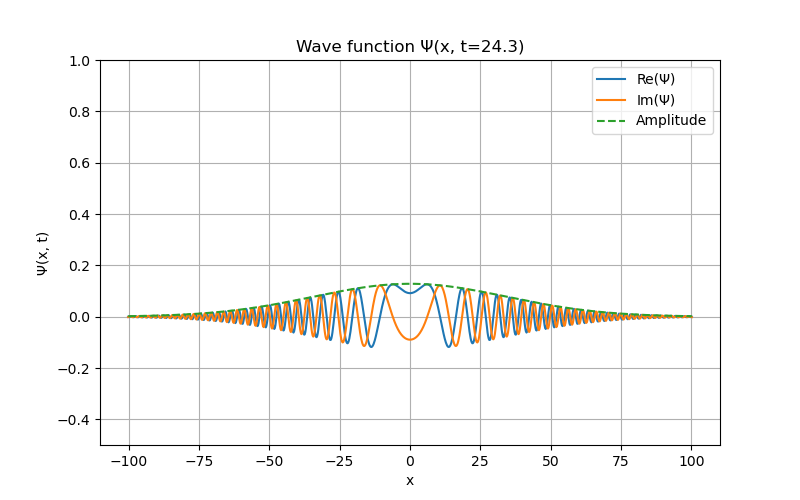 Wave function Ψ(x, t=24.3)
Re(Ψ)
Im(Ψ)
Amplitude
Ψ(x, t)
1.0
0.8
0.6
0.4
0.2
0.0
−0.2
−0.4
−100 −75 −50 −25 0 25 50 75 100
x